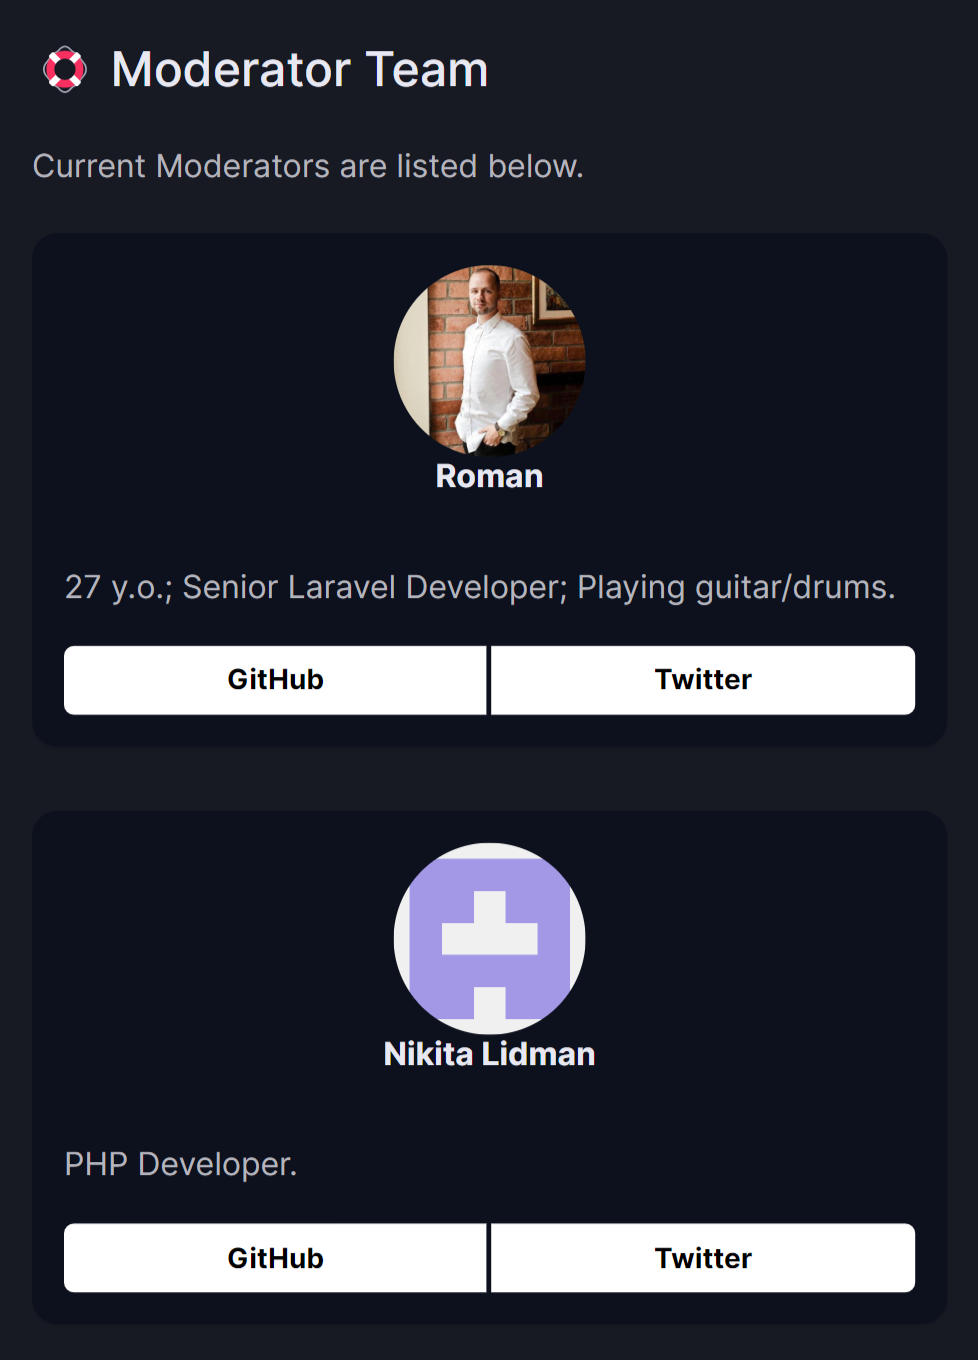 Moderator Team
Current Moderators are listed below.
Roman
27 y.o.; Senior Laravel Developer; Playing guitar/drums.
GitHub
Twitter
Nikita Lidman
PHP Developer.
GitHub
Twitter